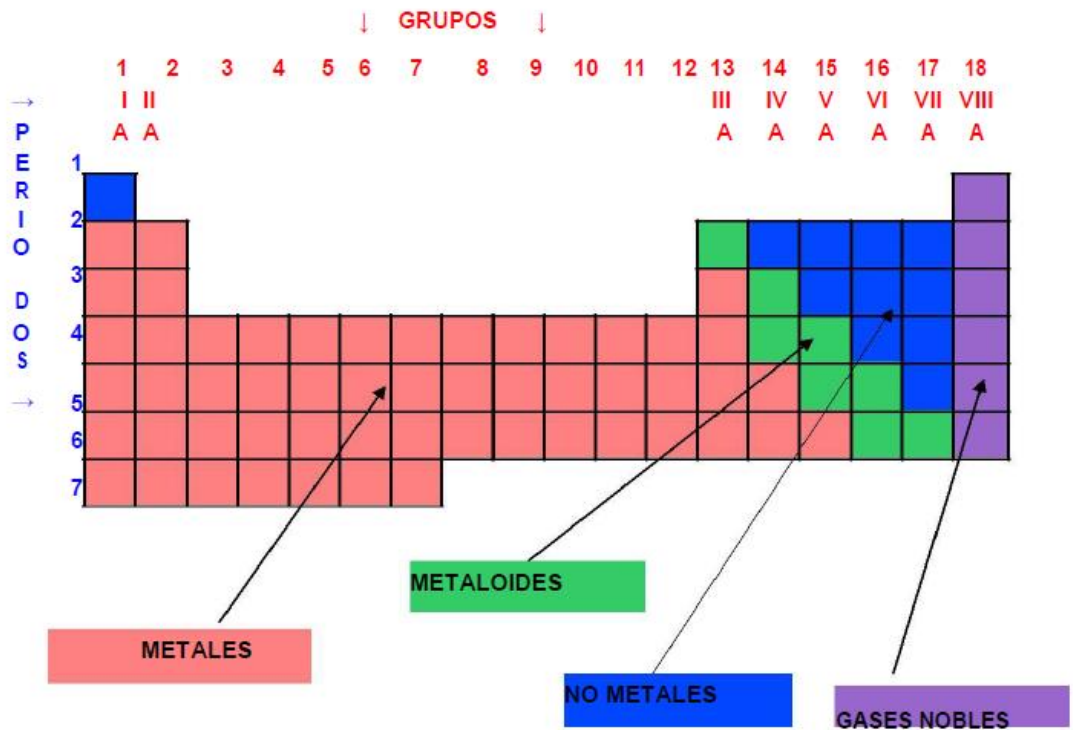 ↓ GRUPOS ↓
1 2 3 4 5 6 7 8 9 10 11 12 13 14 15 16 17 18
I II III IV V VI VII VIII
A A A A A A A A
→ PERIO DOS →
1
2
3
4
5
6
7
METALOIDES
METALES
NO METALES
GASES NOBLES